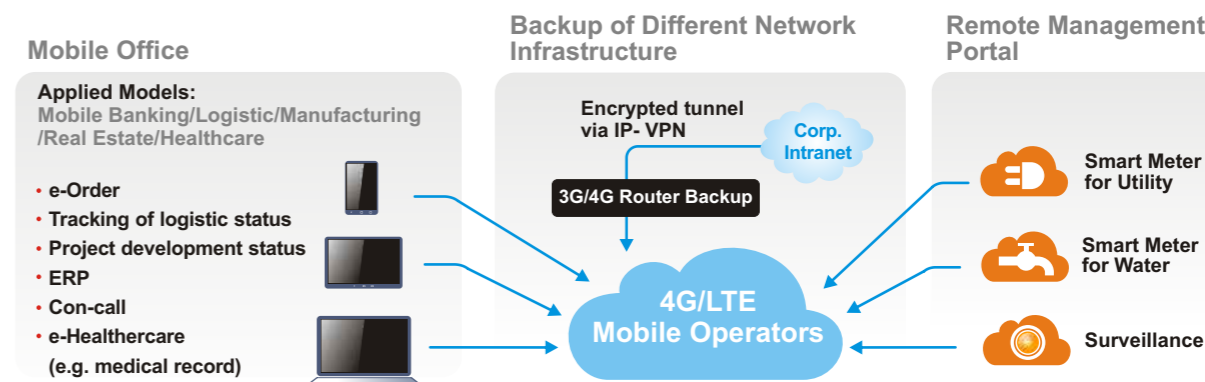 Mobile Office
Applied Models:
Mobile Banking/Logistic/Manufacturing
/Real Estate/Healthcare
• e-Order
• Tracking of logistic status
• Project development status
• ERP
• Con-call
• e-Healthercare
(e.g. medical record)
Backup of Different Network
Infrastructure
Encrypted tunnel
via IP- VPN
Corp.
Intranet
3G/4G Router Backup
4G/LTE
Mobile Operators
Remote Management
Portal
Smart Meter
for Utility
Smart Meter
for Water
Surveillance